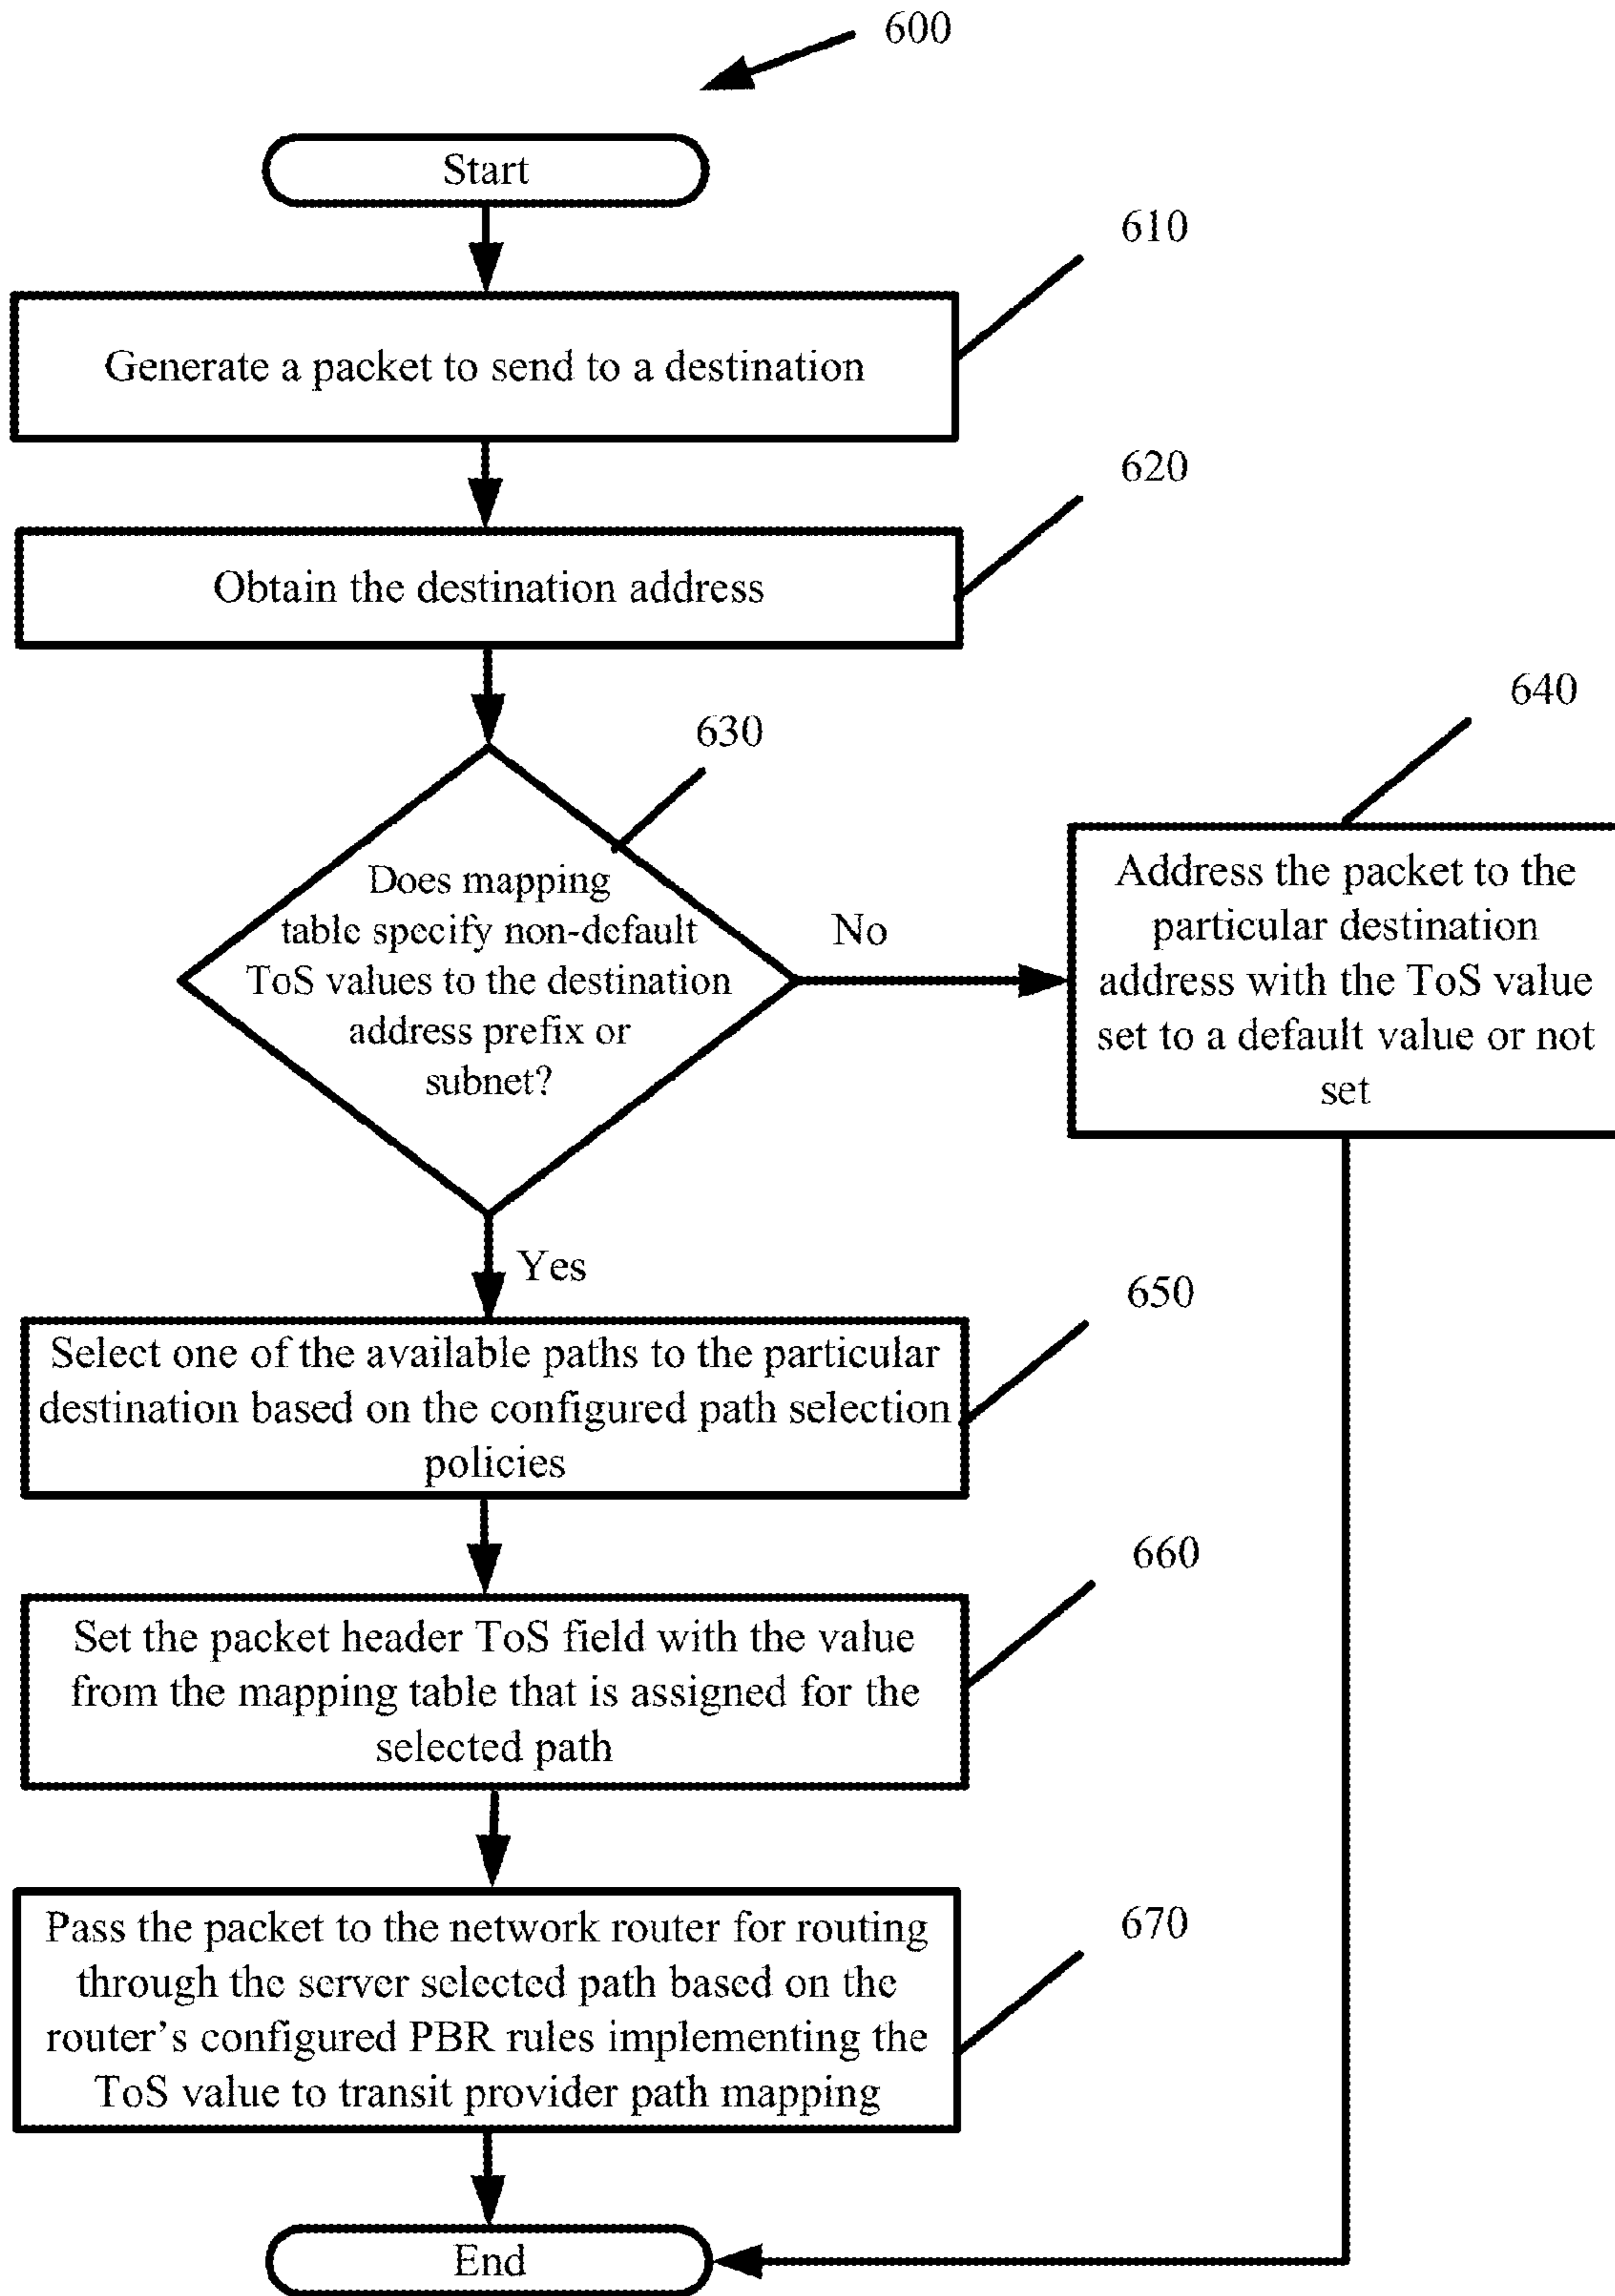 600
Start
610
Generate a packet to send to a destination
620
Obtain the destination address
630
Does mapping
table specify non-default
ToS values to the destination
address prefix or
subnet?
No
640
Address the packet to the
particular destination
address with the ToS value
set to a default value or not
set
Yes
650
Select one of the available paths to the particular
destination based on the configured path selection
policies
660
Set the packet header ToS field with the value
from the mapping table that is assigned for the
selected path
670
Pass the packet to the network router for routing
through the server selected path based on the
router's configured PBR rules implementing the
ToS value to transit provider path mapping
End